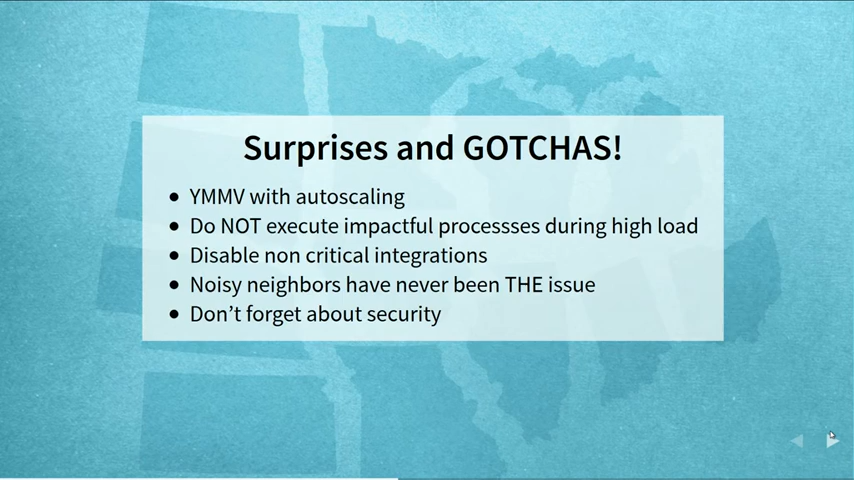 Surprises and GOTCHAS!
• YMMV with autoscaling
• Do NOT execute impactful processses during high load
• Disable non critical integrations
• Noisy neighbors have never been THE issue
• Don’t forget about security